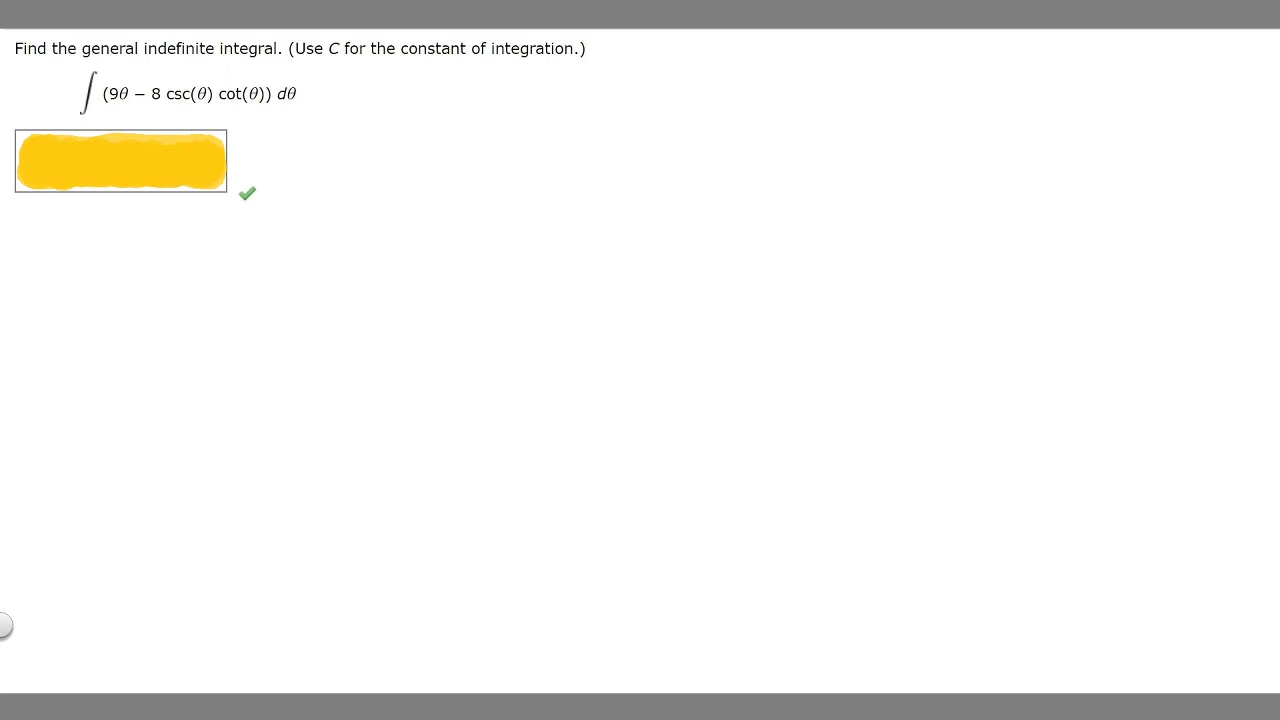 Find the general indefinite integral. (Use C for the constant of integration.)
∫ (9θ − 8 csc(θ) cot(θ)) dθ